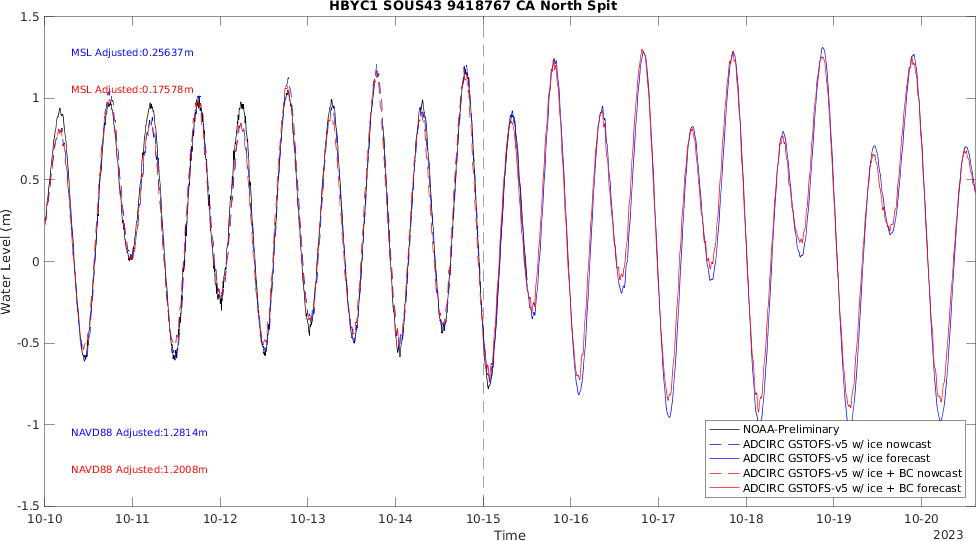 HBYC1 SOUS43 9418767 CA North Spit
1.5
MSL Adjusted:0.25637m
MSL Adjusted:0.17578m
1
0.5
Water Level (m)
0
-0.5
-1
NAVD88 Adjusted:1.2814m
NAVD88 Adjusted:1.2008m
-1.5
NOAA-Preliminary
ADCIRC GSTOFS-v5 w/ ice nowcast
ADCIRC GSTOFS-v5 w/ ice forecast
ADCIRC GSTOFS-v5 w/ ice + BC nowcast
ADCIRC GSTOFS-v5 w/ ice + BC forecast
10-10 10-11 10-12 10-13 10-14 10-15 10-16 10-17 10-18 10-19 10-20
Time
2023